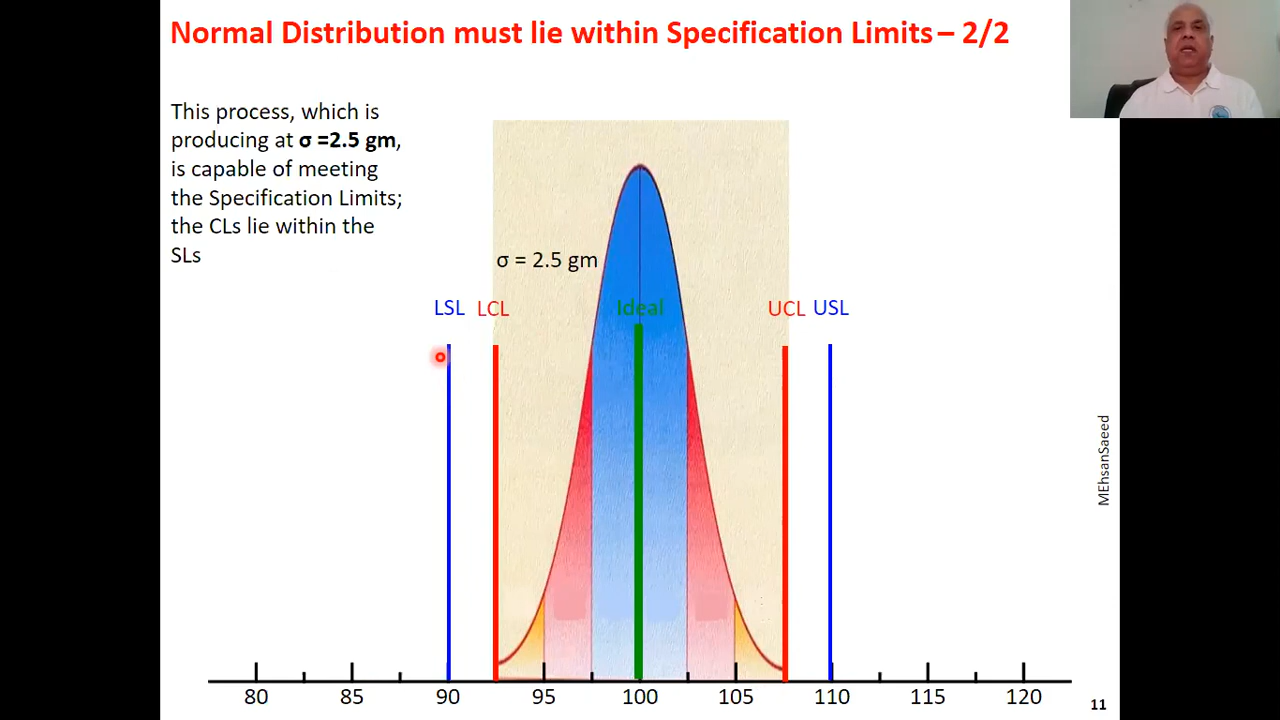 Normal Distribution must lie within Specification Limits – 2/2
This process, which is
producing at σ =2.5 gm,
is capable of meeting
the Specification Limits;
the CLs lie within the
SLs
σ = 2.5 gm
LSL LCL Ideal UCL USL
MEhsanSaeed
80 85 90 95 100 105 110 115 120
11